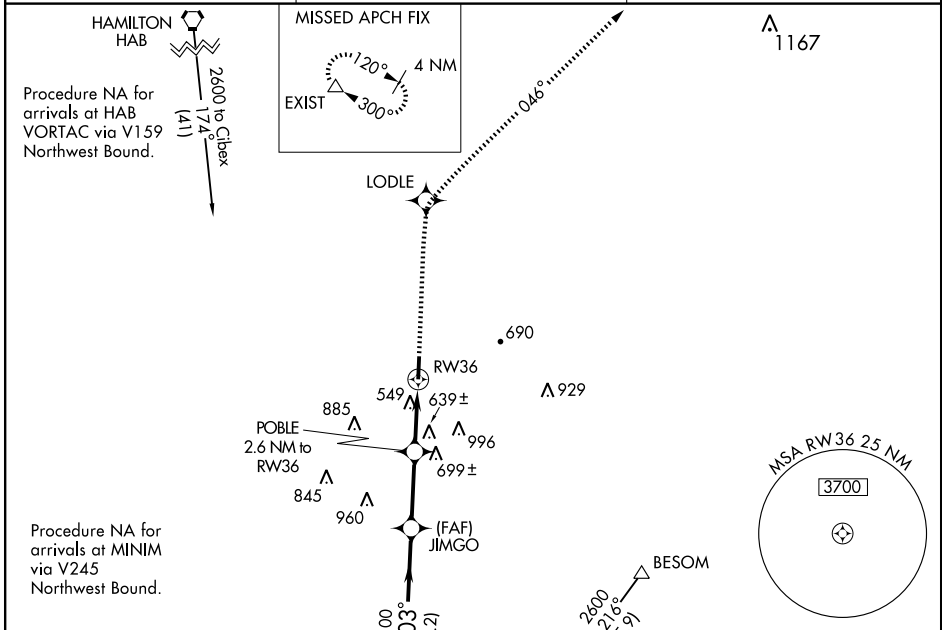 HAMILTON
HAB
MISSED APCH FIX
1167
120°
4 NM
EXIST
300°
046°
Procedure NA for
arrivals at HAB
VORTAC via V159
Northwest Bound.
2600 to Cibex
174°
(41)
LODLE
690
RW36
929
549
639±
885
996
POBLE
2.6 NM to
RW36
699±
MSA RW36 25 NM
3700
845
960
(FAF)
JIMGO
Procedure NA for
arrivals at MINIM
via V245
Northwest Bound.
BESOM
2600
216°